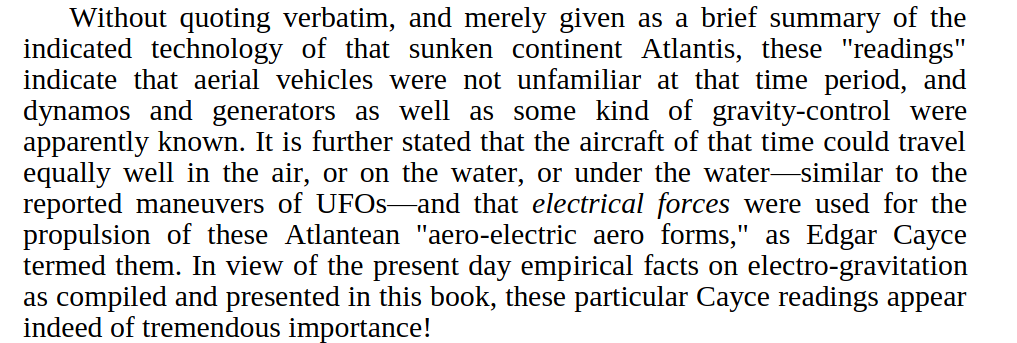 Without quoting verbatim, and merely given as a brief summary of the
indicated technology of that sunken continent Atlantis, these "readings"
indicate that aerial vehicles were not unfamiliar at that time period, and
dynamos and generators as well as some kind of gravity-control were
apparently known. It is further stated that the aircraft of that time could travel
equally well in the air, or on the water, or under the water—similar to the
reported maneuvers of UFOs—and that electrical forces were used for the
propulsion of these Atlantean "aero-electric aero forms," as Edgar Cayce
termed them. In view of the present day empirical facts on electro-gravitation
as compiled and presented in this book, these particular Cayce readings appear
indeed of tremendous importance!